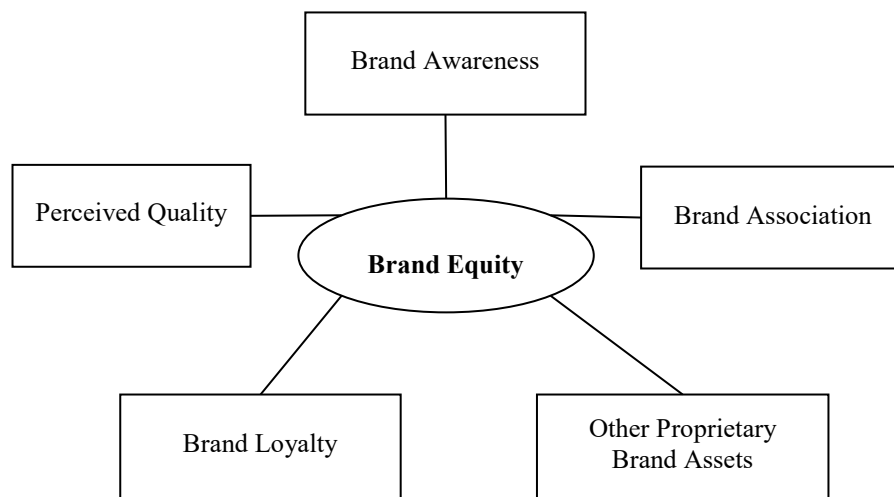 Brand Awareness
Perceived Quality
Brand Association
Brand Equity
Brand Loyalty
Other Proprietary
Brand Assets